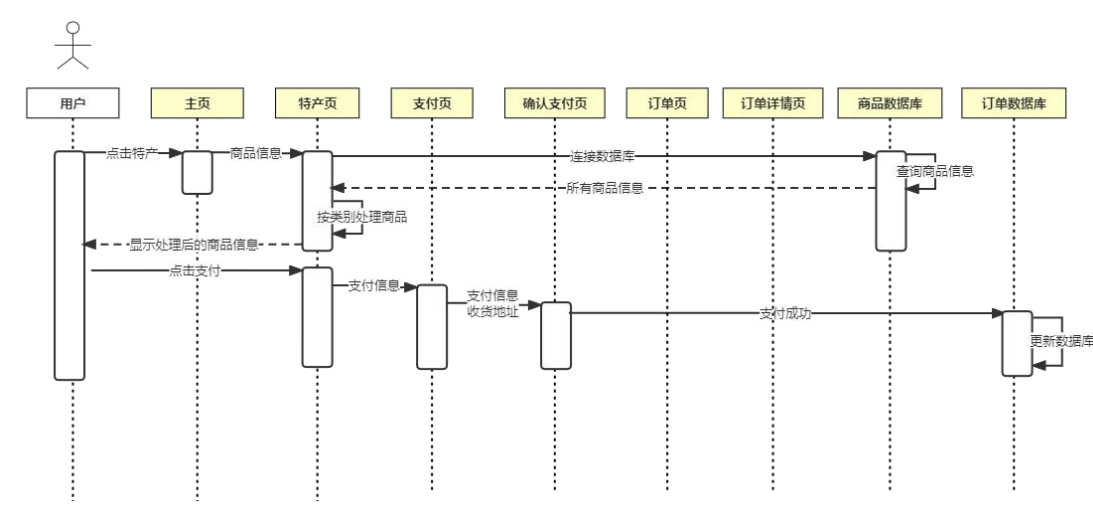 用户
主页
特产页
支付页
确认支付页
订单页
订单详情页
商品数据库
订单数据库
点击特产
商品信息
连接数据库
查询商品信息
所有商品信息
按类别处理商品
显示处理后的商品信息
点击支付
支付信息
支付信息
收货地址
支付成功
更新数据库